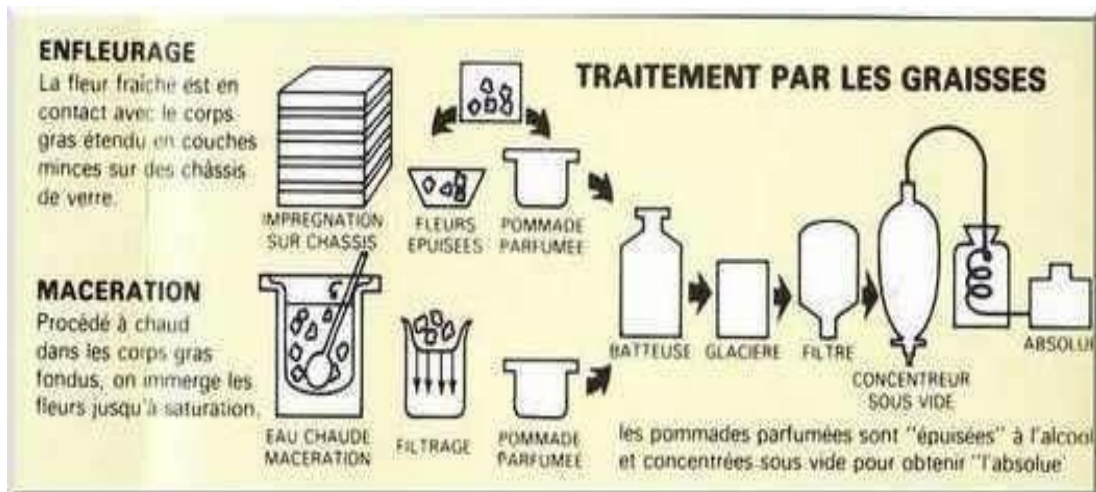 ENFLEURAGE
La fleur fraîche est en
contact avec le corps
gras étendu en couches
minces sur des châssis
de verre.
TRAITEMENT PAR LES GRAISSES
IMPREGNATION
SUR CHASSIS
FLEURS
EPUISEES
POMMADE
PARFUMEE
MACERATION
Procédé à chaud
dans les corps gras
fondus, on immerge les
fleurs jusqu'à saturation.
EAU CHAUDE
MACERATION
FILTRAGE
POMMADE
PARFUMEE
BATTEUSE
GLACIERE
FILTRE
CONCENTREUR
SOUS VIDE
ABSOLUE
les pommades parfumées sont "épuisées" à l'alcool
et concentrées sous vide pour obtenir "l'absolue"